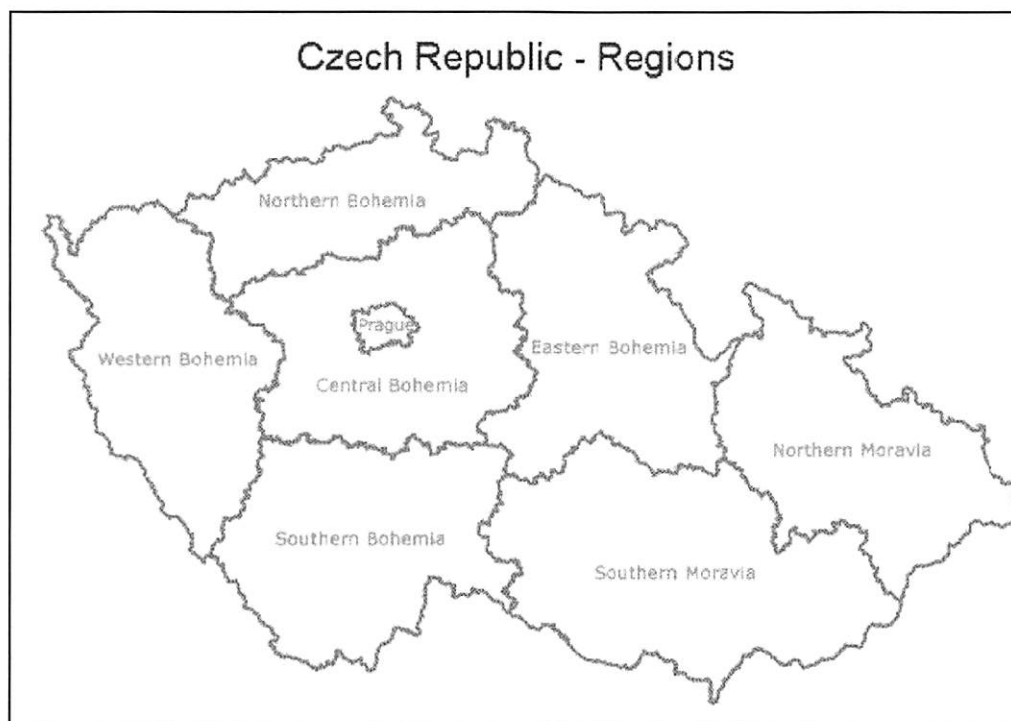 Czech Republic - Regions
Northern Bohemia
Prague
Western Bohemia
Eastern Bohemia
Central Bohemia
Northern Moravia
Southern Bohemia
Southern Moravia